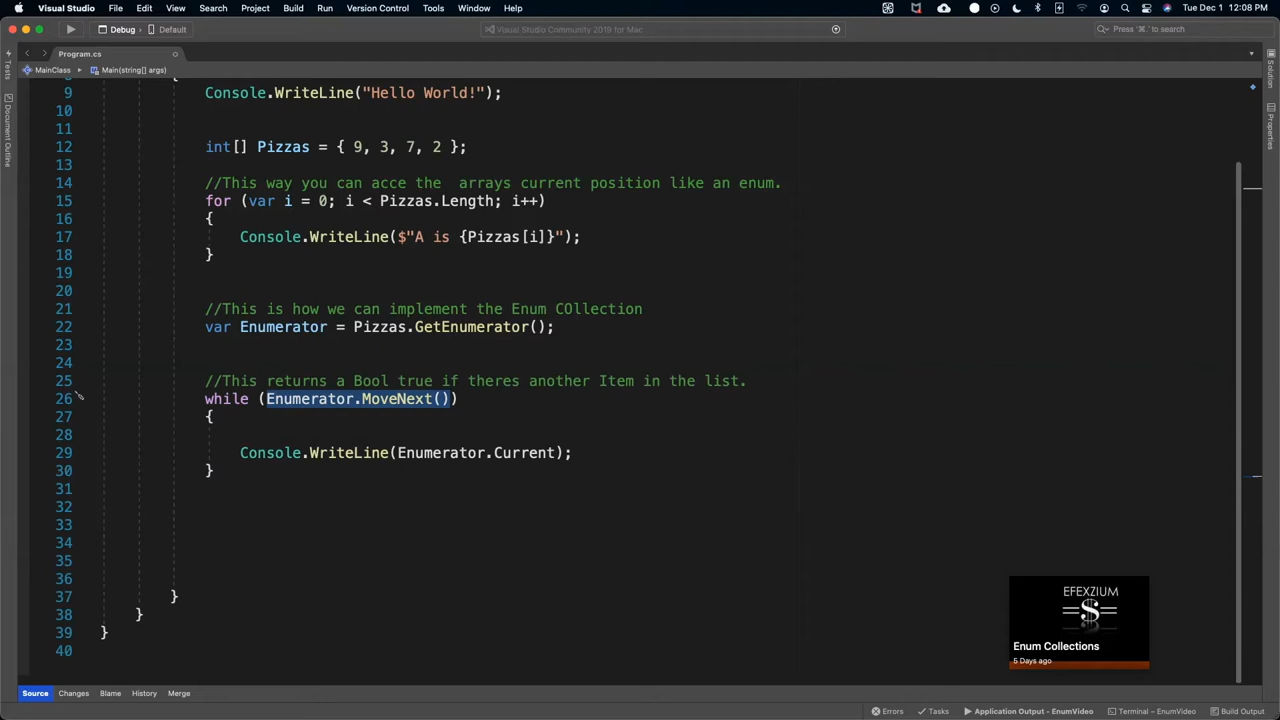 Visual Studio File Edit View Search Project Build Run Version Control Tools Window Help Tue Dec 1 12:08 PM
Debug › Default Visual Studio Community 2019 for Mac Press '⌘.' to search
Program.cs
MainClass Main(string[] args)
Tests
Document Outline
Solution
Properties
8 {
9 Console.WriteLine("Hello World!");
10
11
12 int[] Pizzas = { 9, 3, 7, 2 };
13
14 //This way you can acce the  arrays current position like an enum.
15 for (var i = 0; i < Pizzas.Length; i++)
16 {
17 Console.WriteLine($"A is {Pizzas[i]}");
18 }
19
20
21 //This is how we can implement the Enum COllection
22 var Enumerator = Pizzas.GetEnumerator();
23
24
25 //This returns a Bool true if theres another Item in the list.
26 while (Enumerator.MoveNext())
27 {
28
29 Console.WriteLine(Enumerator.Current);
30 }
31
32
33
34
35
36
37 }
38 }
39 }
40
EFEXZIUM
$
Enum Collections
5 Days ago
Source Changes Blame History Merge
Errors Tasks Application Output - EnumVideo Terminal – EnumVideo Build Output